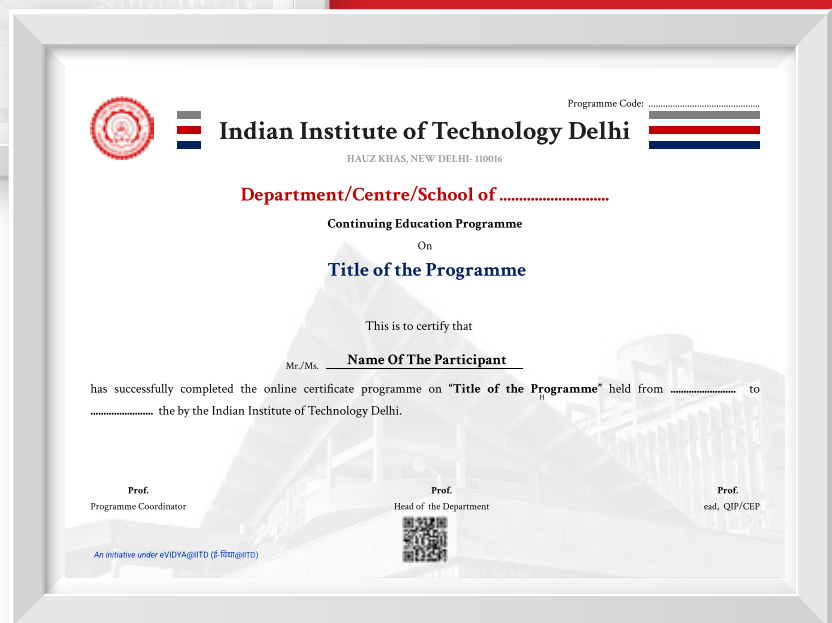 Programme Code: ................................................
Indian Institute of Technology Delhi
HAUZ KHAS, NEW DELHI- 110016
Department/Centre/School of ............................
Continuing Education Programme
On
Title of the Programme
This is to certify that
Mr./Ms. Name Of The Participant
has successfully completed the online certificate programme on “Title of the Programme” held from ........................ to
H
....................... the by the Indian Institute of Technology Delhi.
Prof. Prof. Prof.
Programme Coordinator Head of the Department ead, QIP/CEP
An initiative under eVIDYA@IITD (ई-विद्या@IITD)